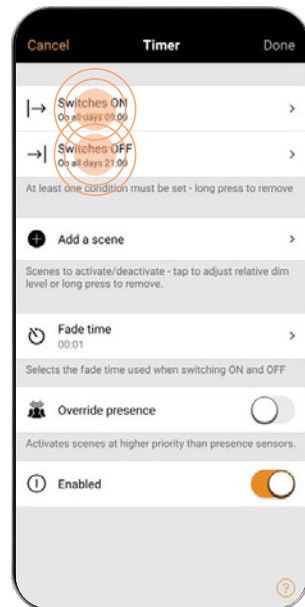 Cancel Timer Done
Switches ON
On all days 09:00
Switches OFF
On all days 21:00
At least one condition must be set - long press to remove
Add a scene
Scenes to activate/deactivate - tap to adjust relative dim
level or long press to remove.
Fade time
00:01
Selects the fade time used when switching ON and OFF
Override presence
Activates scenes at higher priority than presence sensors.
Enabled
?